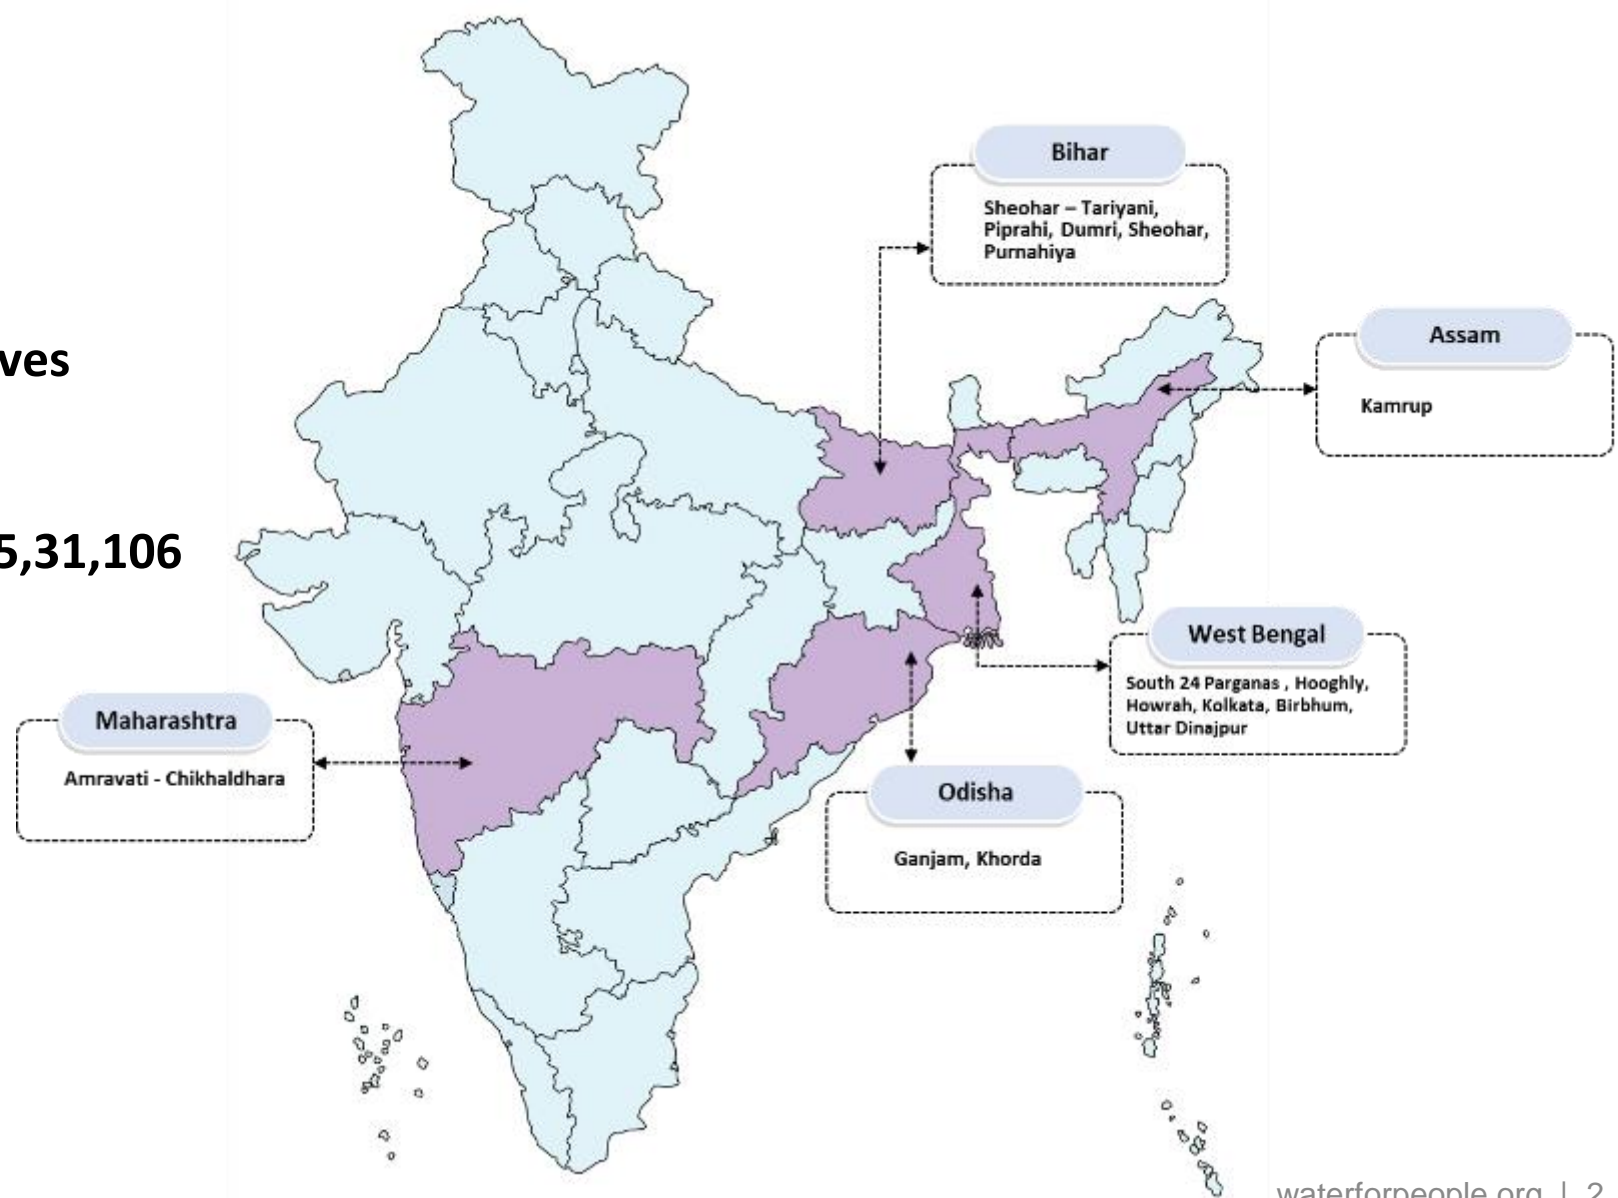 Bihar
Sheohar – Tariyani,
Piprahi, Dumri, Sheohar,
Purnahiya
Assam
Kamrup
ves
5,31,106
West Bengal
South 24 Parganas , Hooghly,
Howrah, Kolkata, Birbhum,
Uttar Dinajpur
Maharashtra
Amravati - Chikhaldhara
Odisha
Ganjam, Khorda
waterforpeople.org | 2